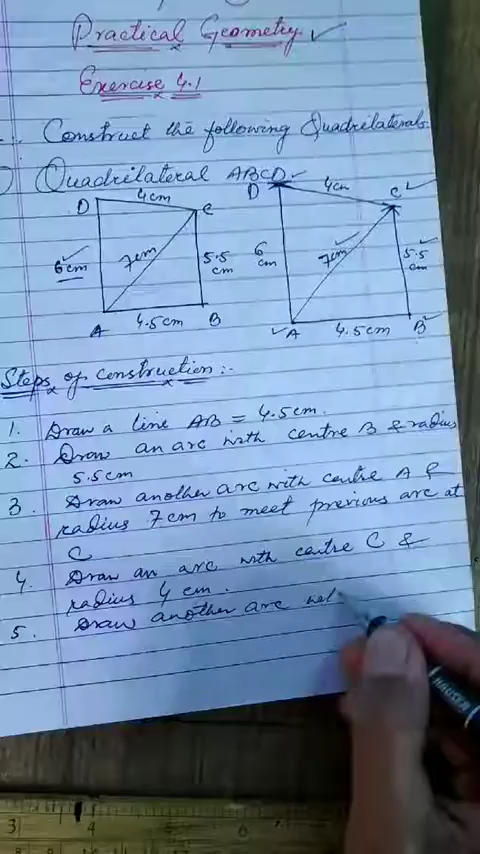 Practical Geometry ✓
Exercise 4.1
Construct the following Quadrilaterals.
Quadrilateral ABCD.
D 4cm C
6cm 7cm 5.5 cm
A 4.5cm B
D 4cm C
6 cm 7cm 5.5 cm
A 4.5cm B
Steps of construction :-
1. Draw a line AB = 4.5cm.
2. Draw an arc with centre B & radius
5.5cm
3. Draw another arc with centre A &
radius 7cm to meet previous arc at
C
4. Draw an arc with centre C &
radius 4 cm.
5. Draw another arc
3 4 6